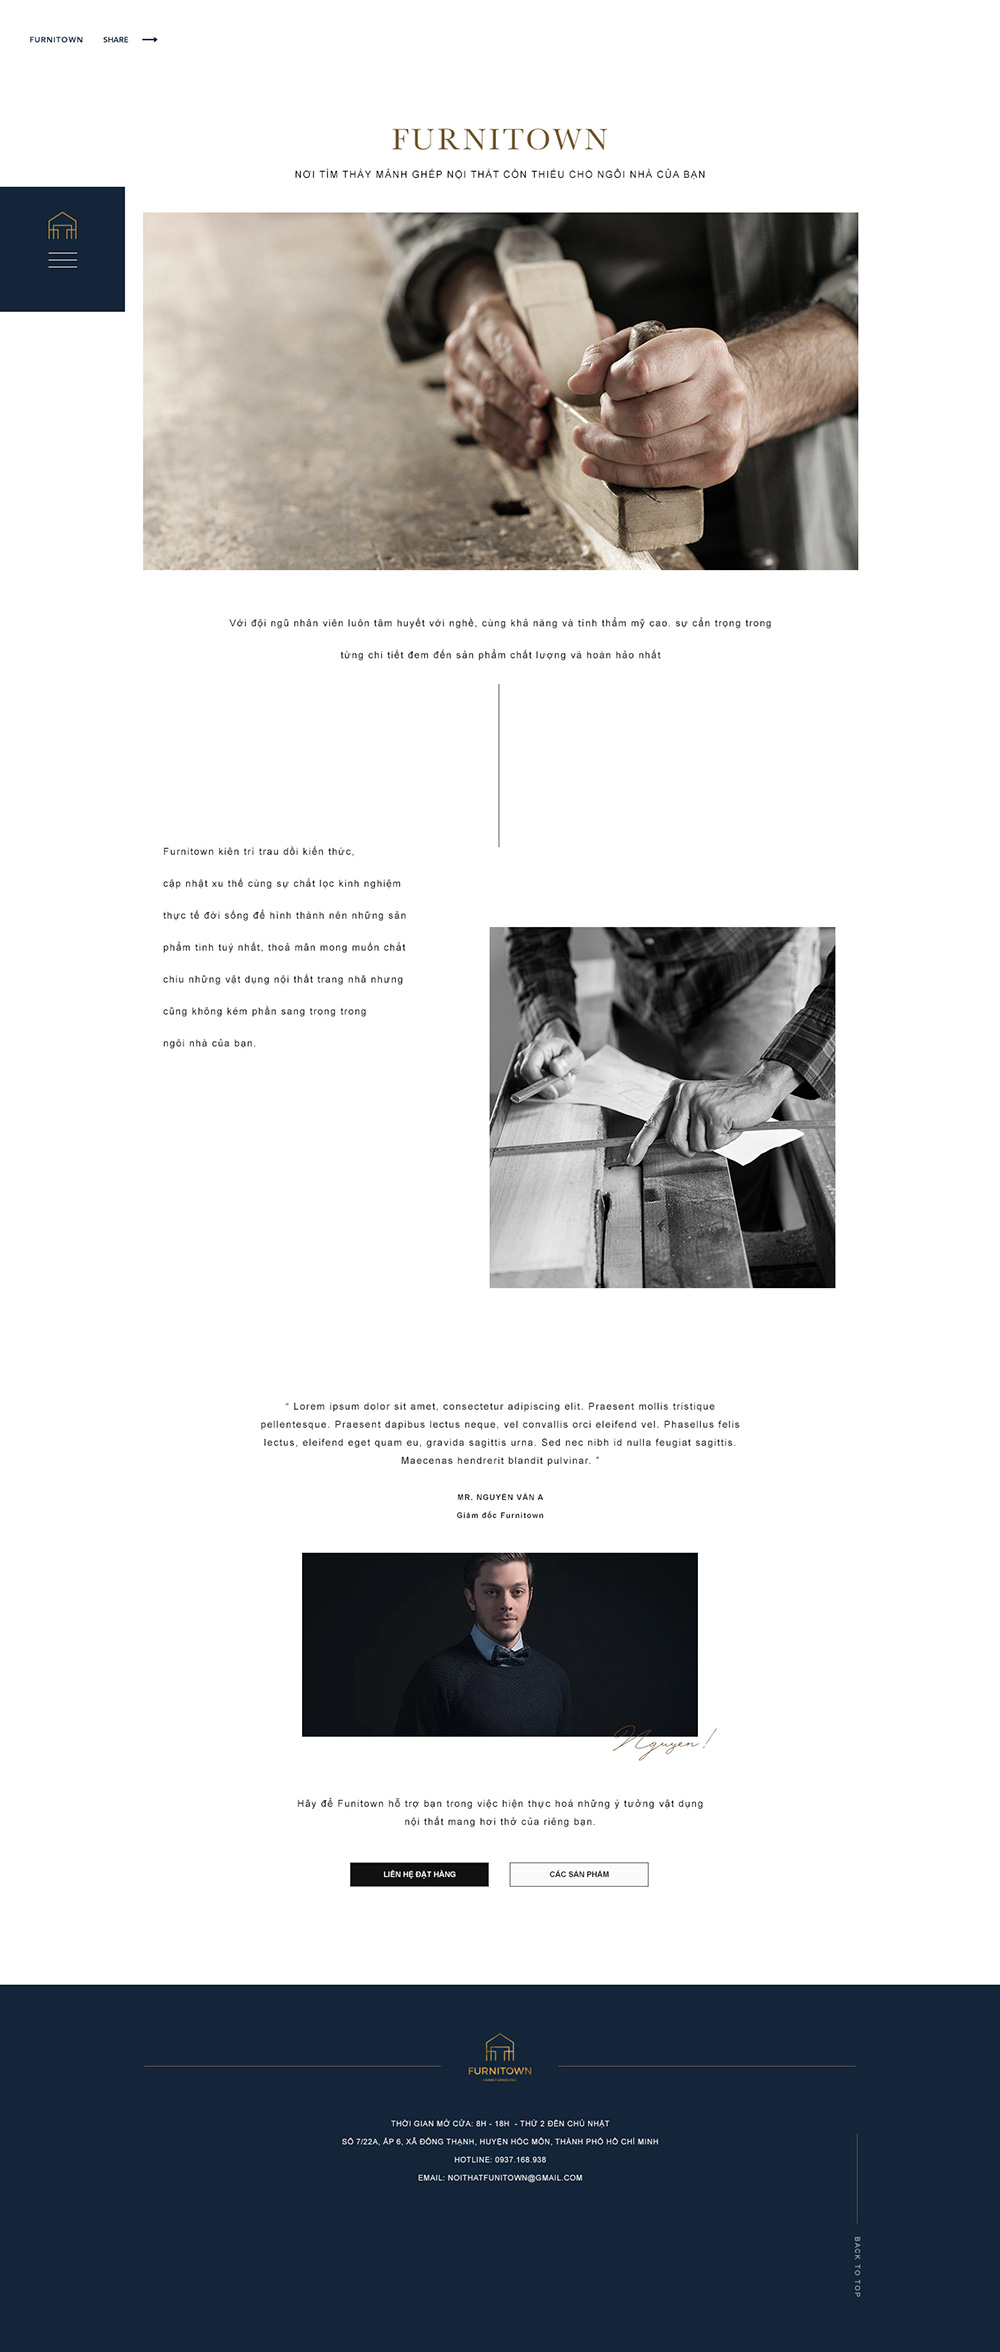 FURNITOWN SHARE
FURNITOWN
NƠI TÌM THẤY MẢNH GHÉP NỘI THẤT CÒN THIẾU CHO NGÔI NHÀ CỦA BẠN
Với đội ngũ nhân viên luôn tâm huyết với nghề, cùng khả năng và tính thẩm mỹ cao. sự cẩn trọng trong
từng chi tiết đem đến sản phẩm chất lượng và hoàn hảo nhất
Furnitown kiên trì trau dồi kiến thức,
cập nhật xu thế cùng sự chắt lọc kinh nghiệm
thực tế đời sống để hình thành nên những sản
phẩm tinh tuý nhất, thoả mãn mong muốn chắt
chiu những vật dụng nội thất trang nhã nhưng
cũng không kém phần sang trọng trong
ngôi nhà của bạn.
“ Lorem ipsum dolor sit amet, consectetur adipiscing elit. Praesent mollis tristique
pellentesque. Praesent dapibus lectus neque, vel convallis orci eleifend vel. Phasellus felis
lectus, eleifend eget quam eu, gravida sagittis urna. Sed nec nibh id nulla feugiat sagittis.
Maecenas hendrerit blandit pulvinar. ”
MR. NGUYỄN VĂN A
Giám đốc Furnitown
Nguyen!
Hãy để Funitown hỗ trợ bạn trong việc hiện thực hoá những ý tưởng vật dụng
nội thất mang hơi thở của riêng bạn.
LIÊN HỆ ĐẶT HÀNG
CÁC SẢN PHẨM
FURNITOWN
HOME FURNISHING
THỜI GIAN MỞ CỬA: 8H - 18H - THỨ 2 ĐẾN CHỦ NHẬT
SỐ 7/22A, ẤP 6, XÃ ĐÔNG THẠNH, HUYỆN HÓC MÔN, THÀNH PHỐ HỒ CHÍ MINH
HOTLINE: 0937.168.938
EMAIL: NOITHATFUNITOWN@GMAIL.COM
BACK TO TOP